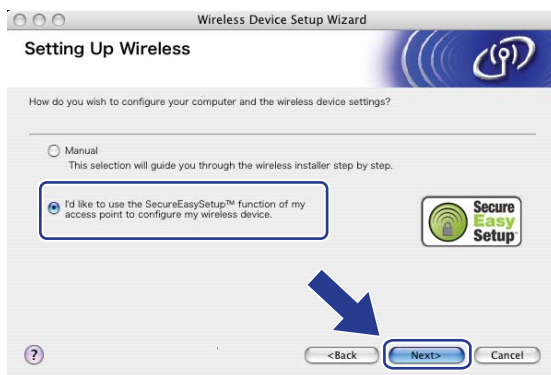 Wireless Device Setup Wizard
Setting Up Wireless
How do you wish to configure your computer and the wireless device settings?
Manual
This selection will guide you through the wireless installer step by step.
I'd like to use the SecureEasySetup™ function of my
access point to configure my wireless device.
Secure
Easy
Setup
?
<Back
Next>
Cancel